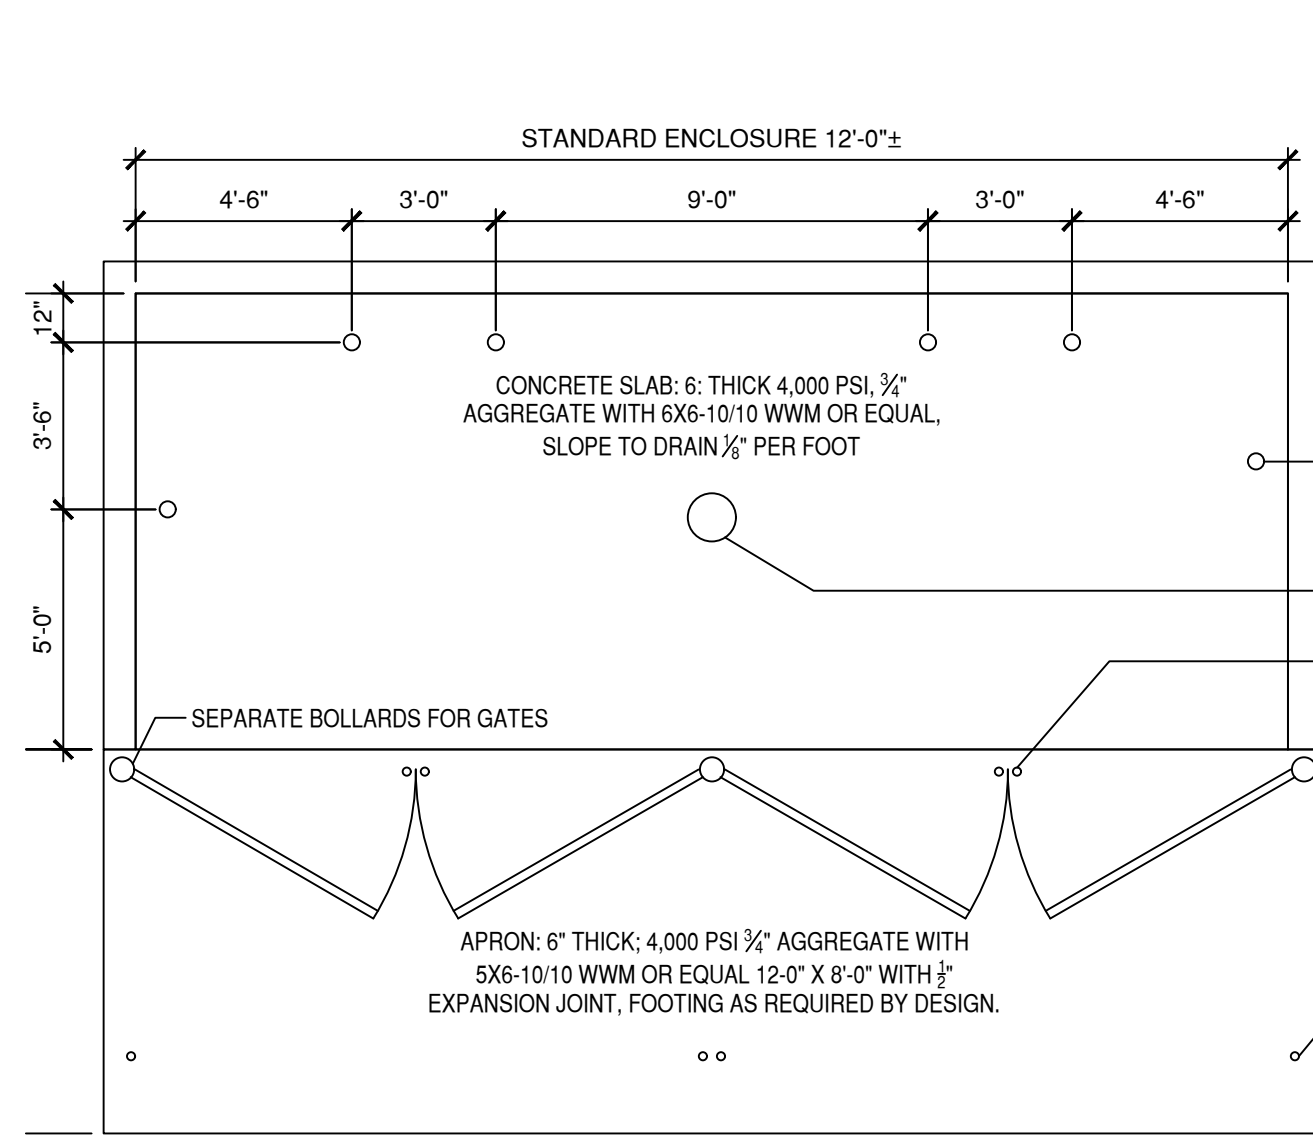 STANDARD ENCLOSURE 12'-0"±
4'-6"
3'-0"
9'-0"
3'-0"
4'-6"
12"
3'-6"
5'-0"
CONCRETE SLAB: 6: THICK 4,000 PSI, ¾"
AGGREGATE WITH 6X6-10/10 WWM OR EQUAL,
SLOPE TO DRAIN ⅛" PER FOOT
SEPARATE BOLLARDS FOR GATES
APRON: 6" THICK; 4,000 PSI ¾" AGGREGATE WITH
5X6-10/10 WWM OR EQUAL 12-0" X 8'-0" WITH ½"
EXPANSION JOINT, FOOTING AS REQUIRED BY DESIGN.